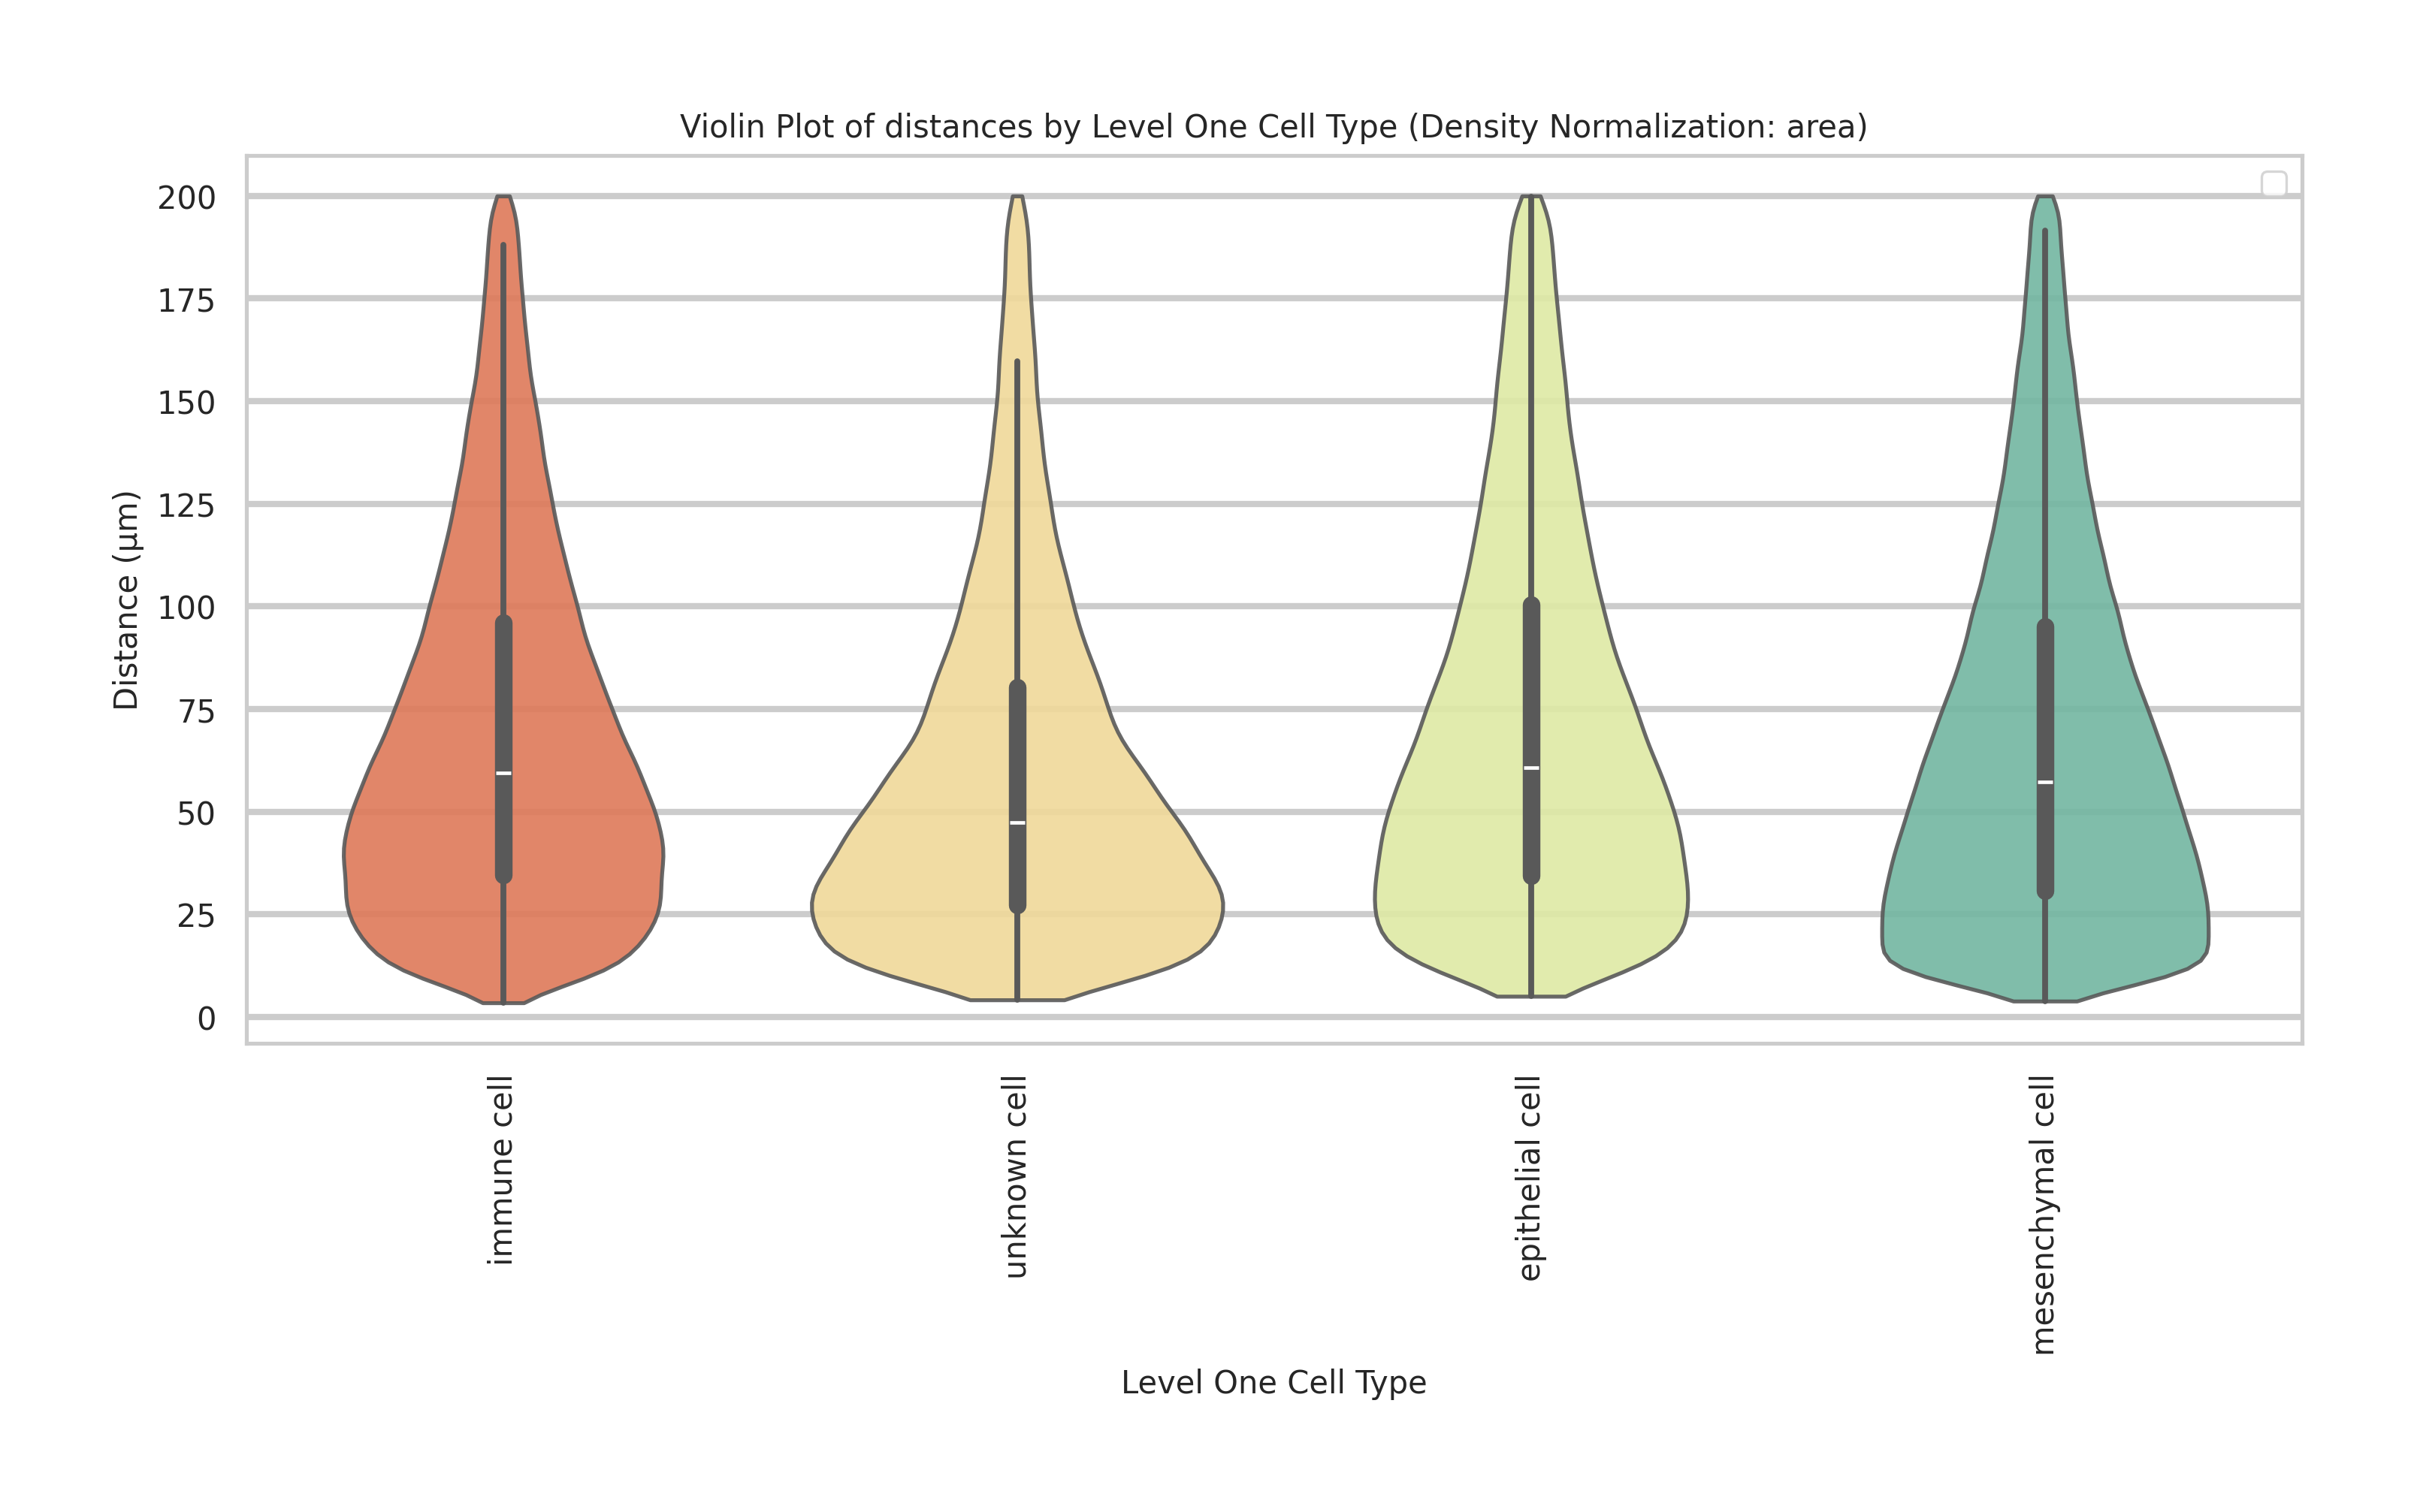 Violin Plot of distances by Level One Cell Type (Density Normalization: area)
Distance (µm)
200
175
150
125
100
75
50
25
0
immune cell
unknown cell
epithelial cell
mesenchymal cell
Level One Cell Type